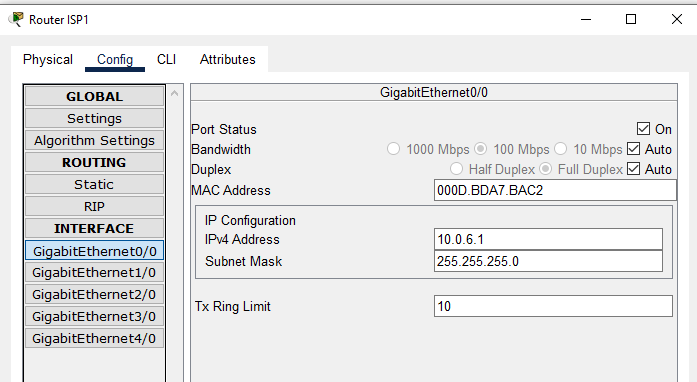 Router ISP1
Physical Config CLI Attributes
GLOBAL
Settings
Algorithm Settings
ROUTING
Static
RIP
INTERFACE
GigabitEthernet0/0
GigabitEthernet1/0
GigabitEthernet2/0
GigabitEthernet3/0
GigabitEthernet4/0
GigabitEthernet0/0
Port Status On
Bandwidth 1000 Mbps 100 Mbps 10 Mbps Auto
Duplex Half Duplex Full Duplex Auto
MAC Address 000D.BDA7.BAC2
IP Configuration
IPv4 Address 10.0.6.1
Subnet Mask 255.255.255.0
Tx Ring Limit 10